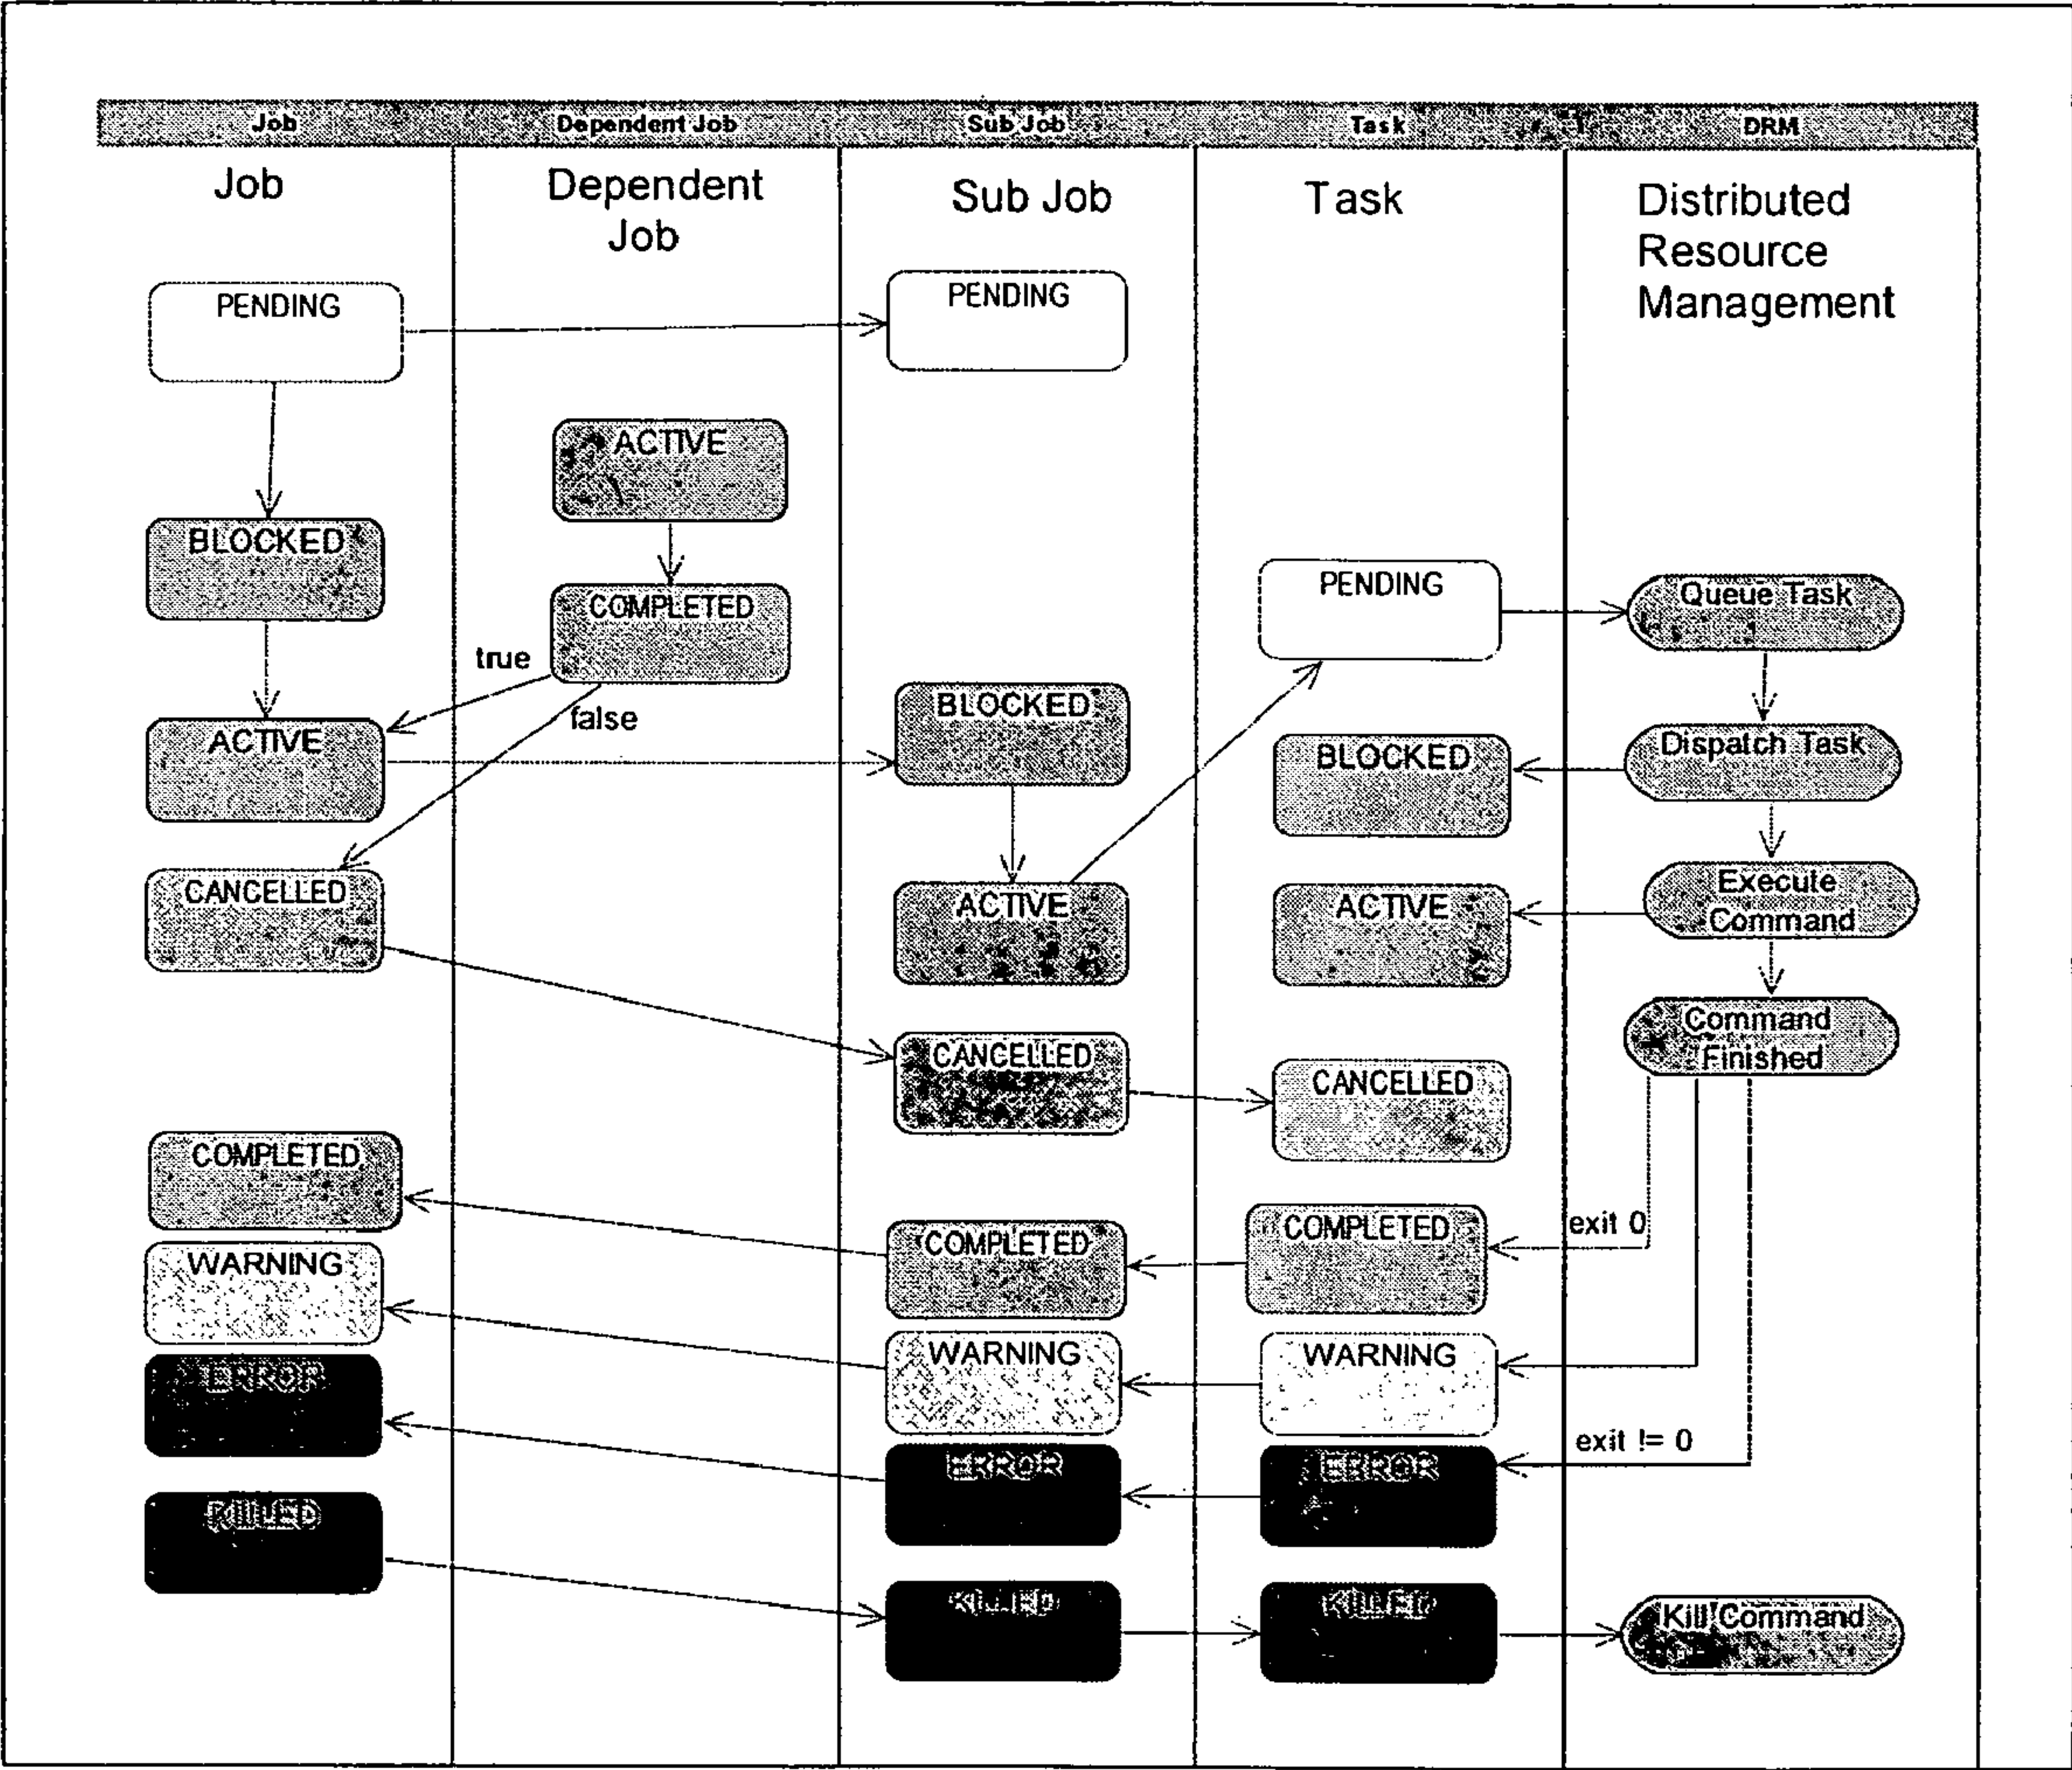 Job
Dependent Job
Sub Job
Task
DRM
Job
Dependent
Job
Sub Job
Task
Distributed
Resource
Management
PENDING
PENDING
ACTIVE
BLOCKED
COMPLETED
PENDING
Queue Task
true
false
ACTIVE
BLOCKED
BLOCKED
Dispatch Task
CANCELLED
ACTIVE
ACTIVE
Execute
Command
CANCELLED
CANCELLED
Command
Finished
COMPLETED
COMPLETED
COMPLETED
exit 0
WARNING
WARNING
WARNING
ERROR
ERROR
ERROR
exit != 0
KILLED
KILLED
KILLED
Kill Command